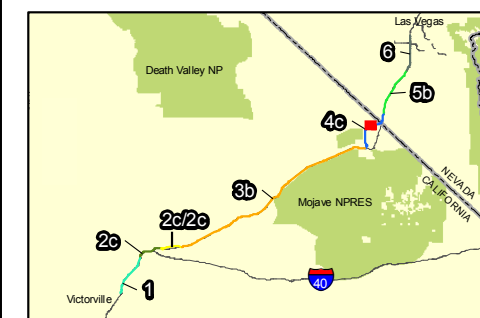 Las Vegas
6
Death Valley NP
5b
4c
NEVADA
CALIFORNIA
3b
Mojave NPRES
2c/2c
2c
40
1
Victorville